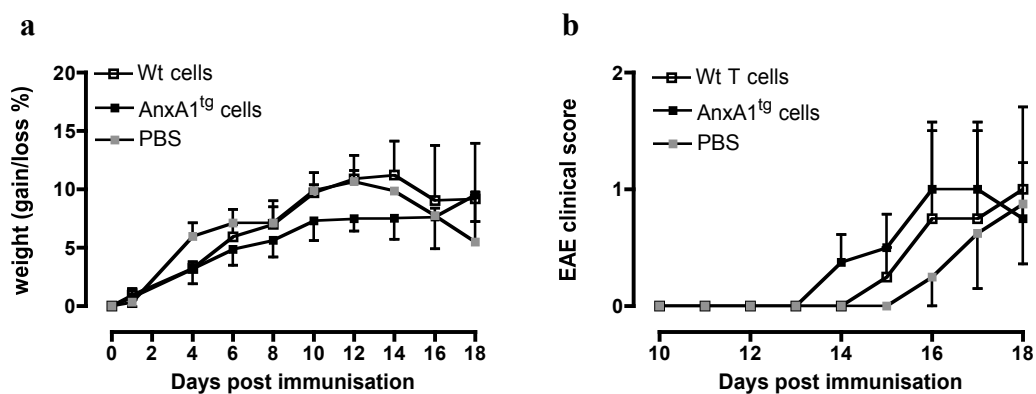 a
Wt cells
AnxA1tg cells
PBS
weight (gain/loss %)
20
15
10
5
0
0 2 4 6 8 10 12 14 16 18
Days post immunisation
b
Wt T cells
AnxA1tg cells
PBS
EAE clinical score
2
1
0
10 12 14 16 18
Days post immunisation